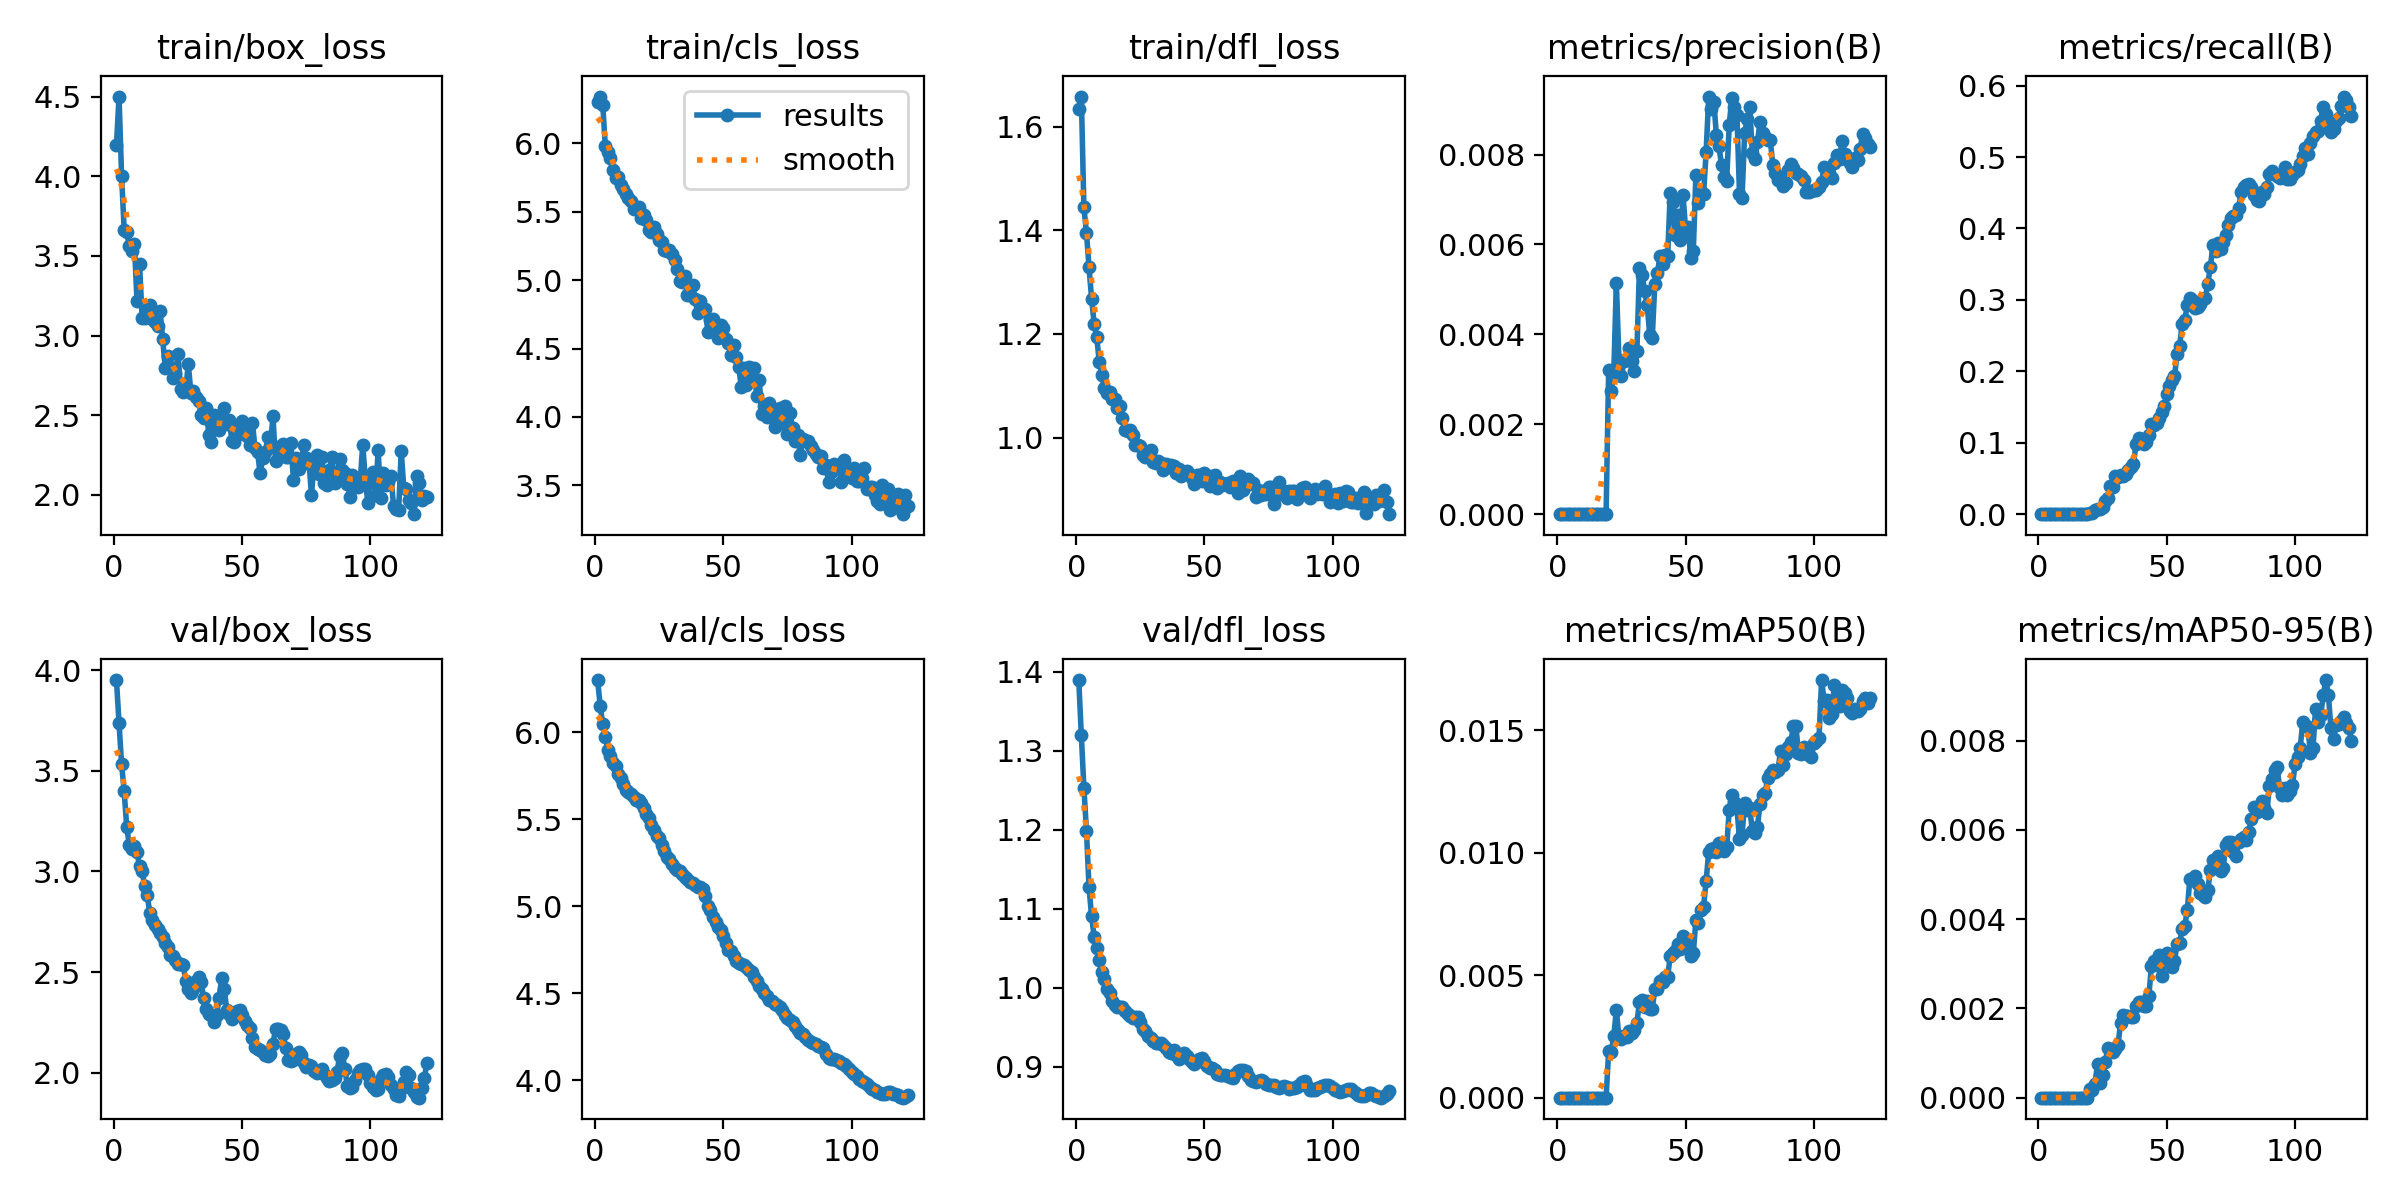 train/box_loss
4.5
4.0
3.5
3.0
2.5
2.0
0 50 100
train/cls_loss
results
smooth
6.0
5.5
5.0
4.5
4.0
3.5
0 50 100
train/dfl_loss
1.6
1.4
1.2
1.0
0 50 100
metrics/precision(B)
0.008
0.006
0.004
0.002
0.000
0 50 100
metrics/recall(B)
0.6
0.5
0.4
0.3
0.2
0.1
0.0
0 50 100
val/box_loss
4.0
3.5
3.0
2.5
2.0
0 50 100
val/cls_loss
6.0
5.5
5.0
4.5
4.0
0 50 100
val/dfl_loss
1.4
1.3
1.2
1.1
1.0
0.9
0 50 100
metrics/mAP50(B)
0.015
0.010
0.005
0.000
0 50 100
metrics/mAP50-95(B)
0.008
0.006
0.004
0.002
0.000
0 50 100